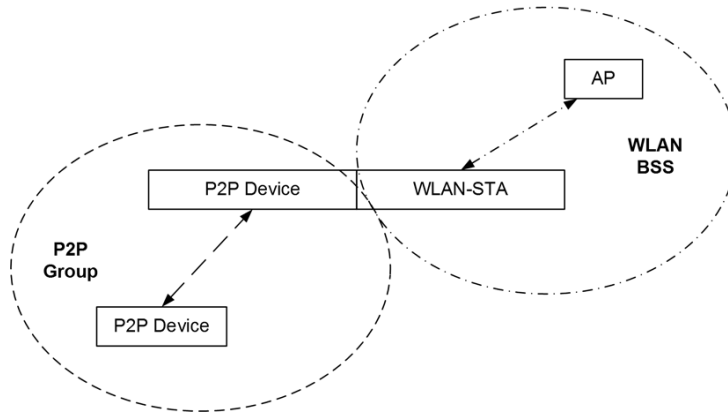 AP
WLAN
BSS
P2P Device
WLAN-STA
P2P
Group
P2P Device